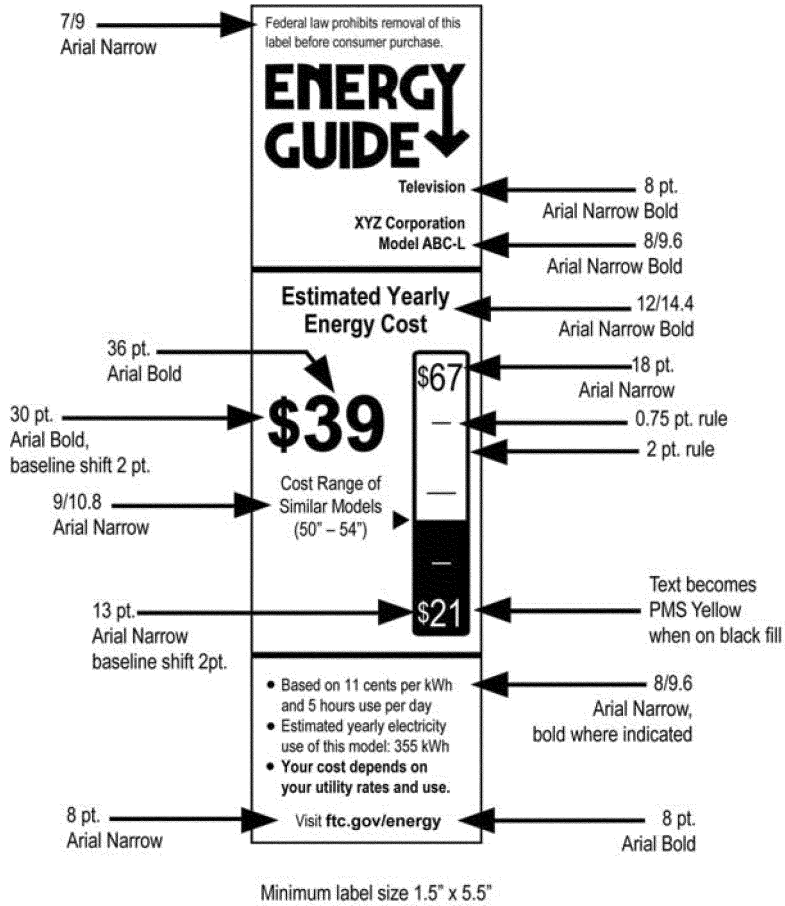 7/9
Arial Narrow
Federal law prohibits removal of this
label before consumer purchase.
ENERGY
GUIDE
Television
8 pt.
Arial Narrow Bold
XYZ Corporation
Model ABC-L
8/9.6
Arial Narrow Bold
Estimated Yearly
Energy Cost
12/14.4
Arial Narrow Bold
36 pt.
Arial Bold
$67
18 pt.
Arial Narrow
30 pt.
Arial Bold,
baseline shift 2 pt.
$39
0.75 pt. rule
2 pt. rule
9/10.8
Arial Narrow
Cost Range of
Similar Models
(50” – 54”)
13 pt.
Arial Narrow
baseline shift 2pt.
$21
Text becomes
PMS Yellow
when on black fill
● Based on 11 cents per kWh
and 5 hours use per day
● Estimated yearly electricity
use of this model: 355 kWh
● Your cost depends on
your utility rates and use.
8/9.6
Arial Narrow,
bold where indicated
8 pt.
Arial Narrow
Visit ftc.gov/energy
8 pt.
Arial Bold
Minimum label size 1.5” x 5.5”